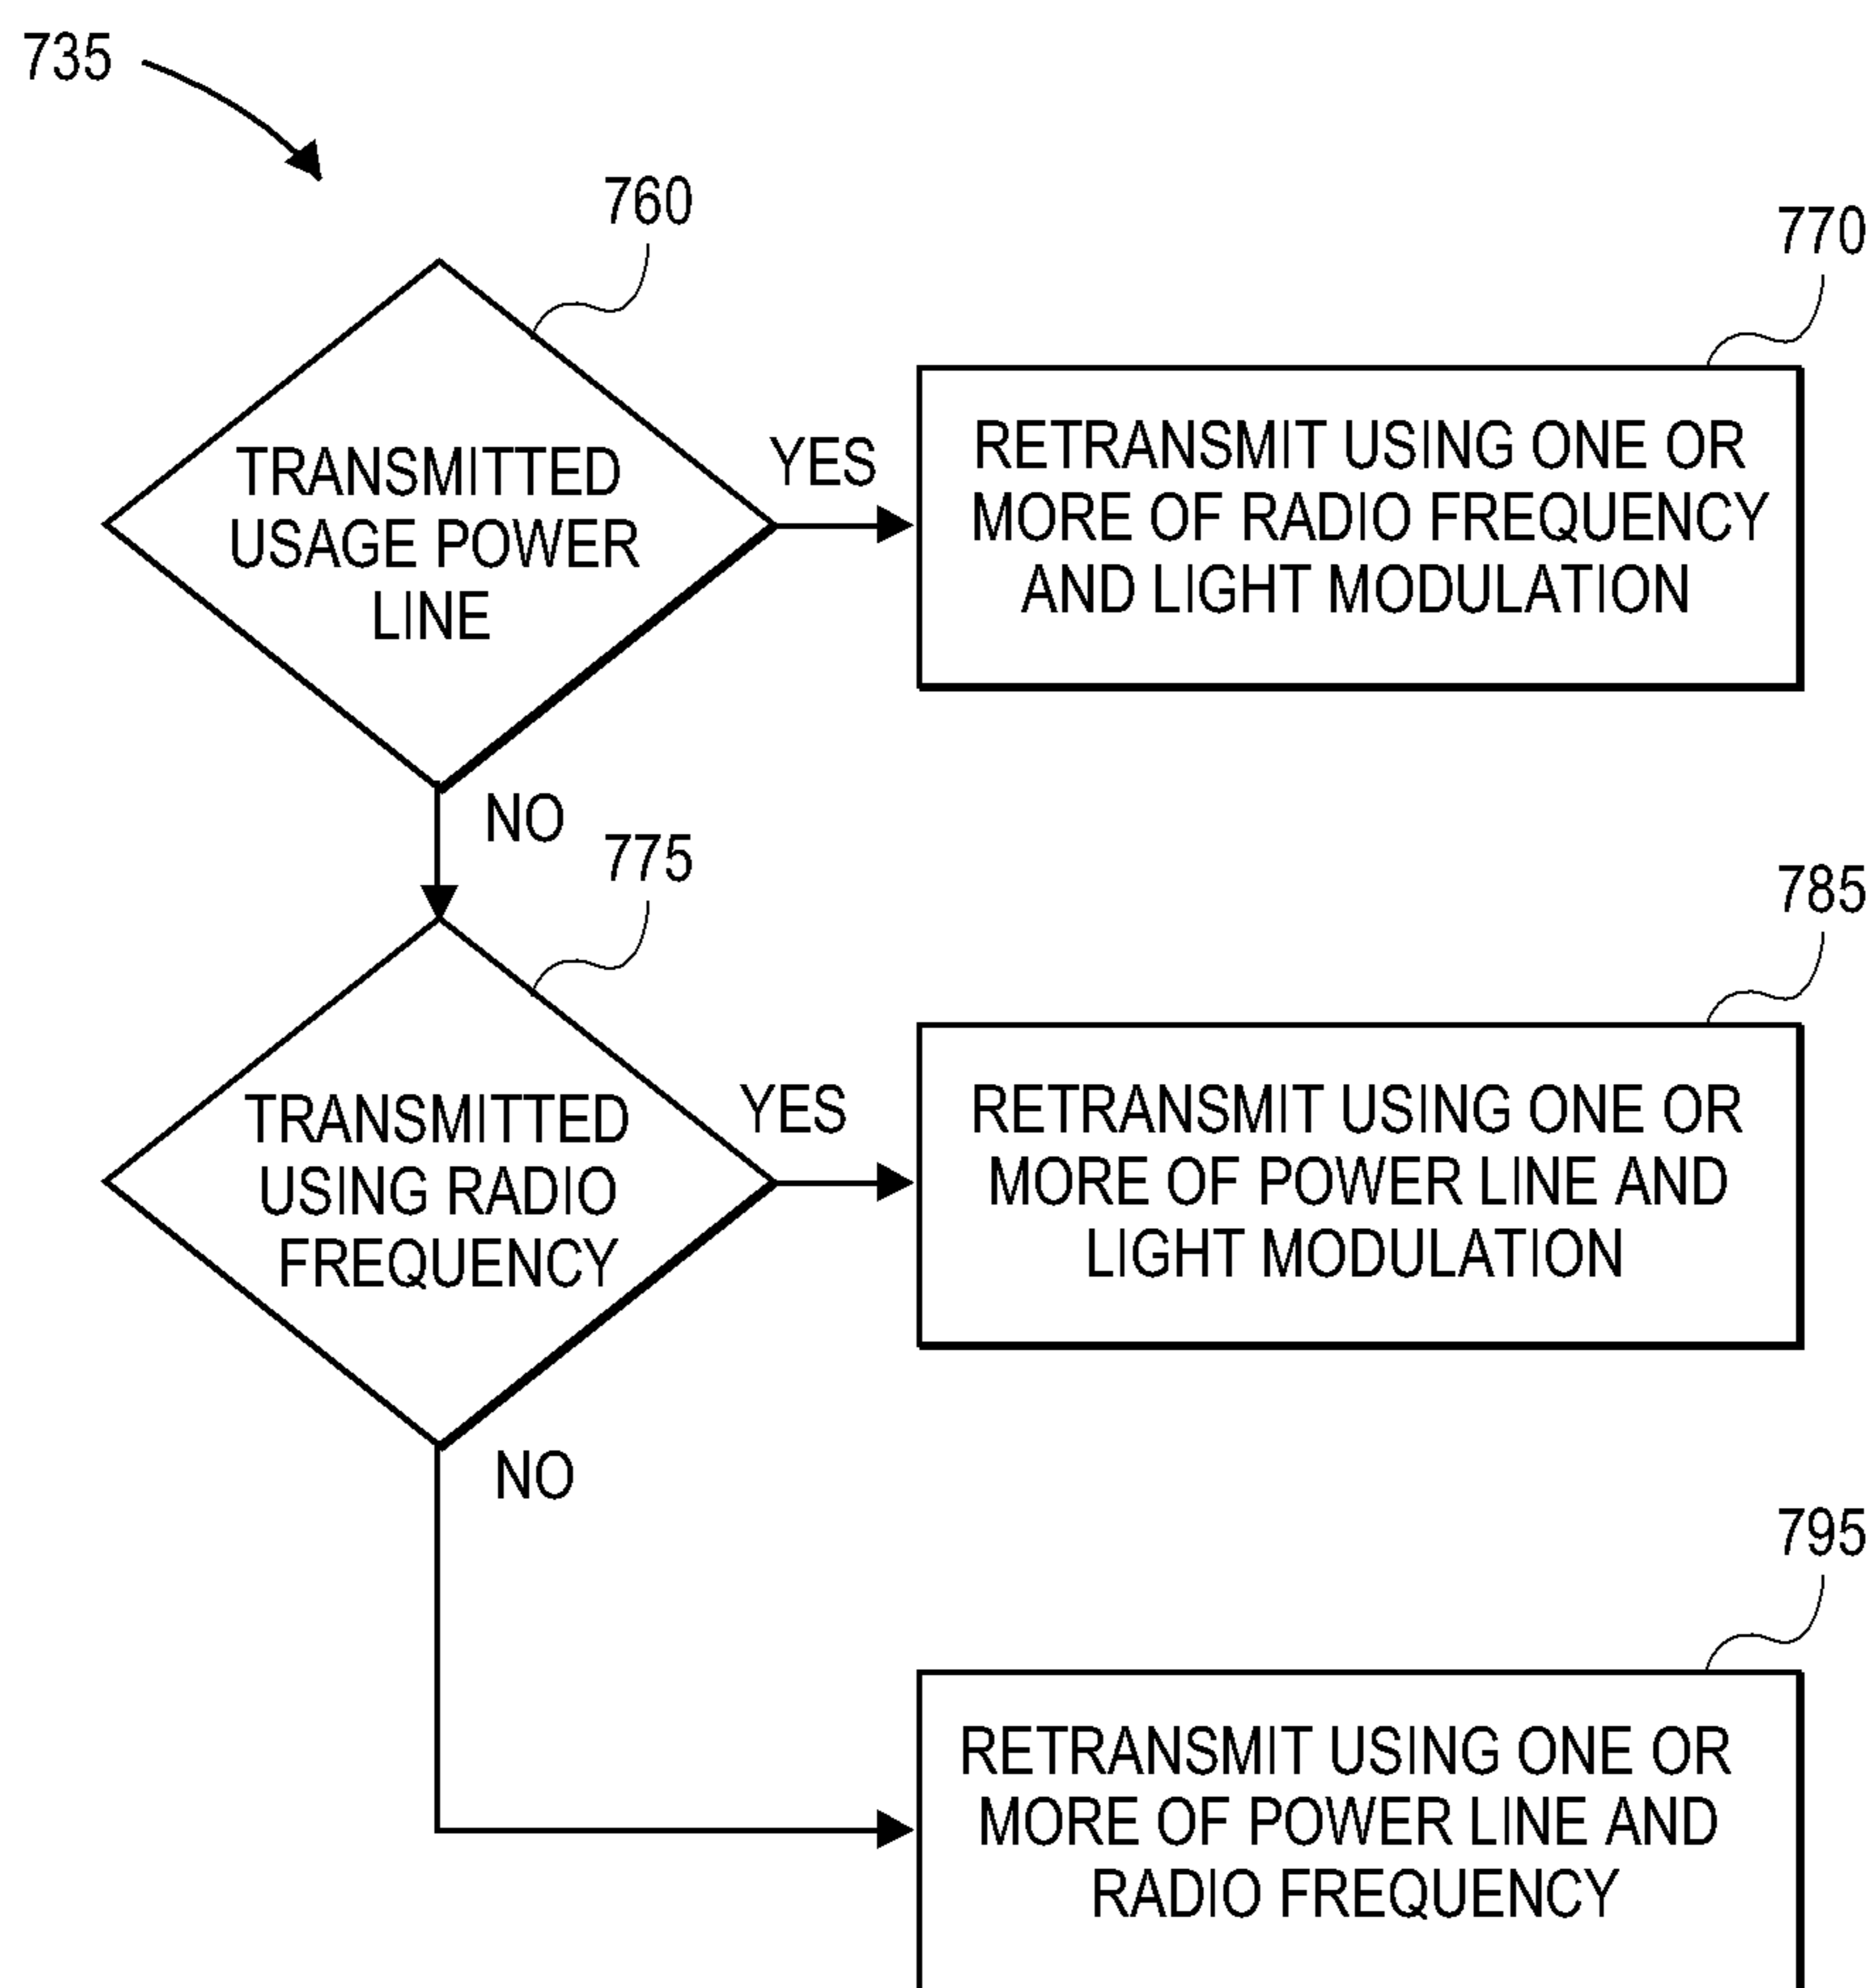 735
760
770
TRANSMITTED
USAGE POWER
LINE
YES
RETRANSMIT USING ONE OR
MORE OF RADIO FREQUENCY
AND LIGHT MODULATION
NO
775
785
TRANSMITTED
USING RADIO
FREQUENCY
YES
RETRANSMIT USING ONE OR
MORE OF POWER LINE AND
LIGHT MODULATION
NO
795
RETRANSMIT USING ONE OR
MORE OF POWER LINE AND
RADIO FREQUENCY